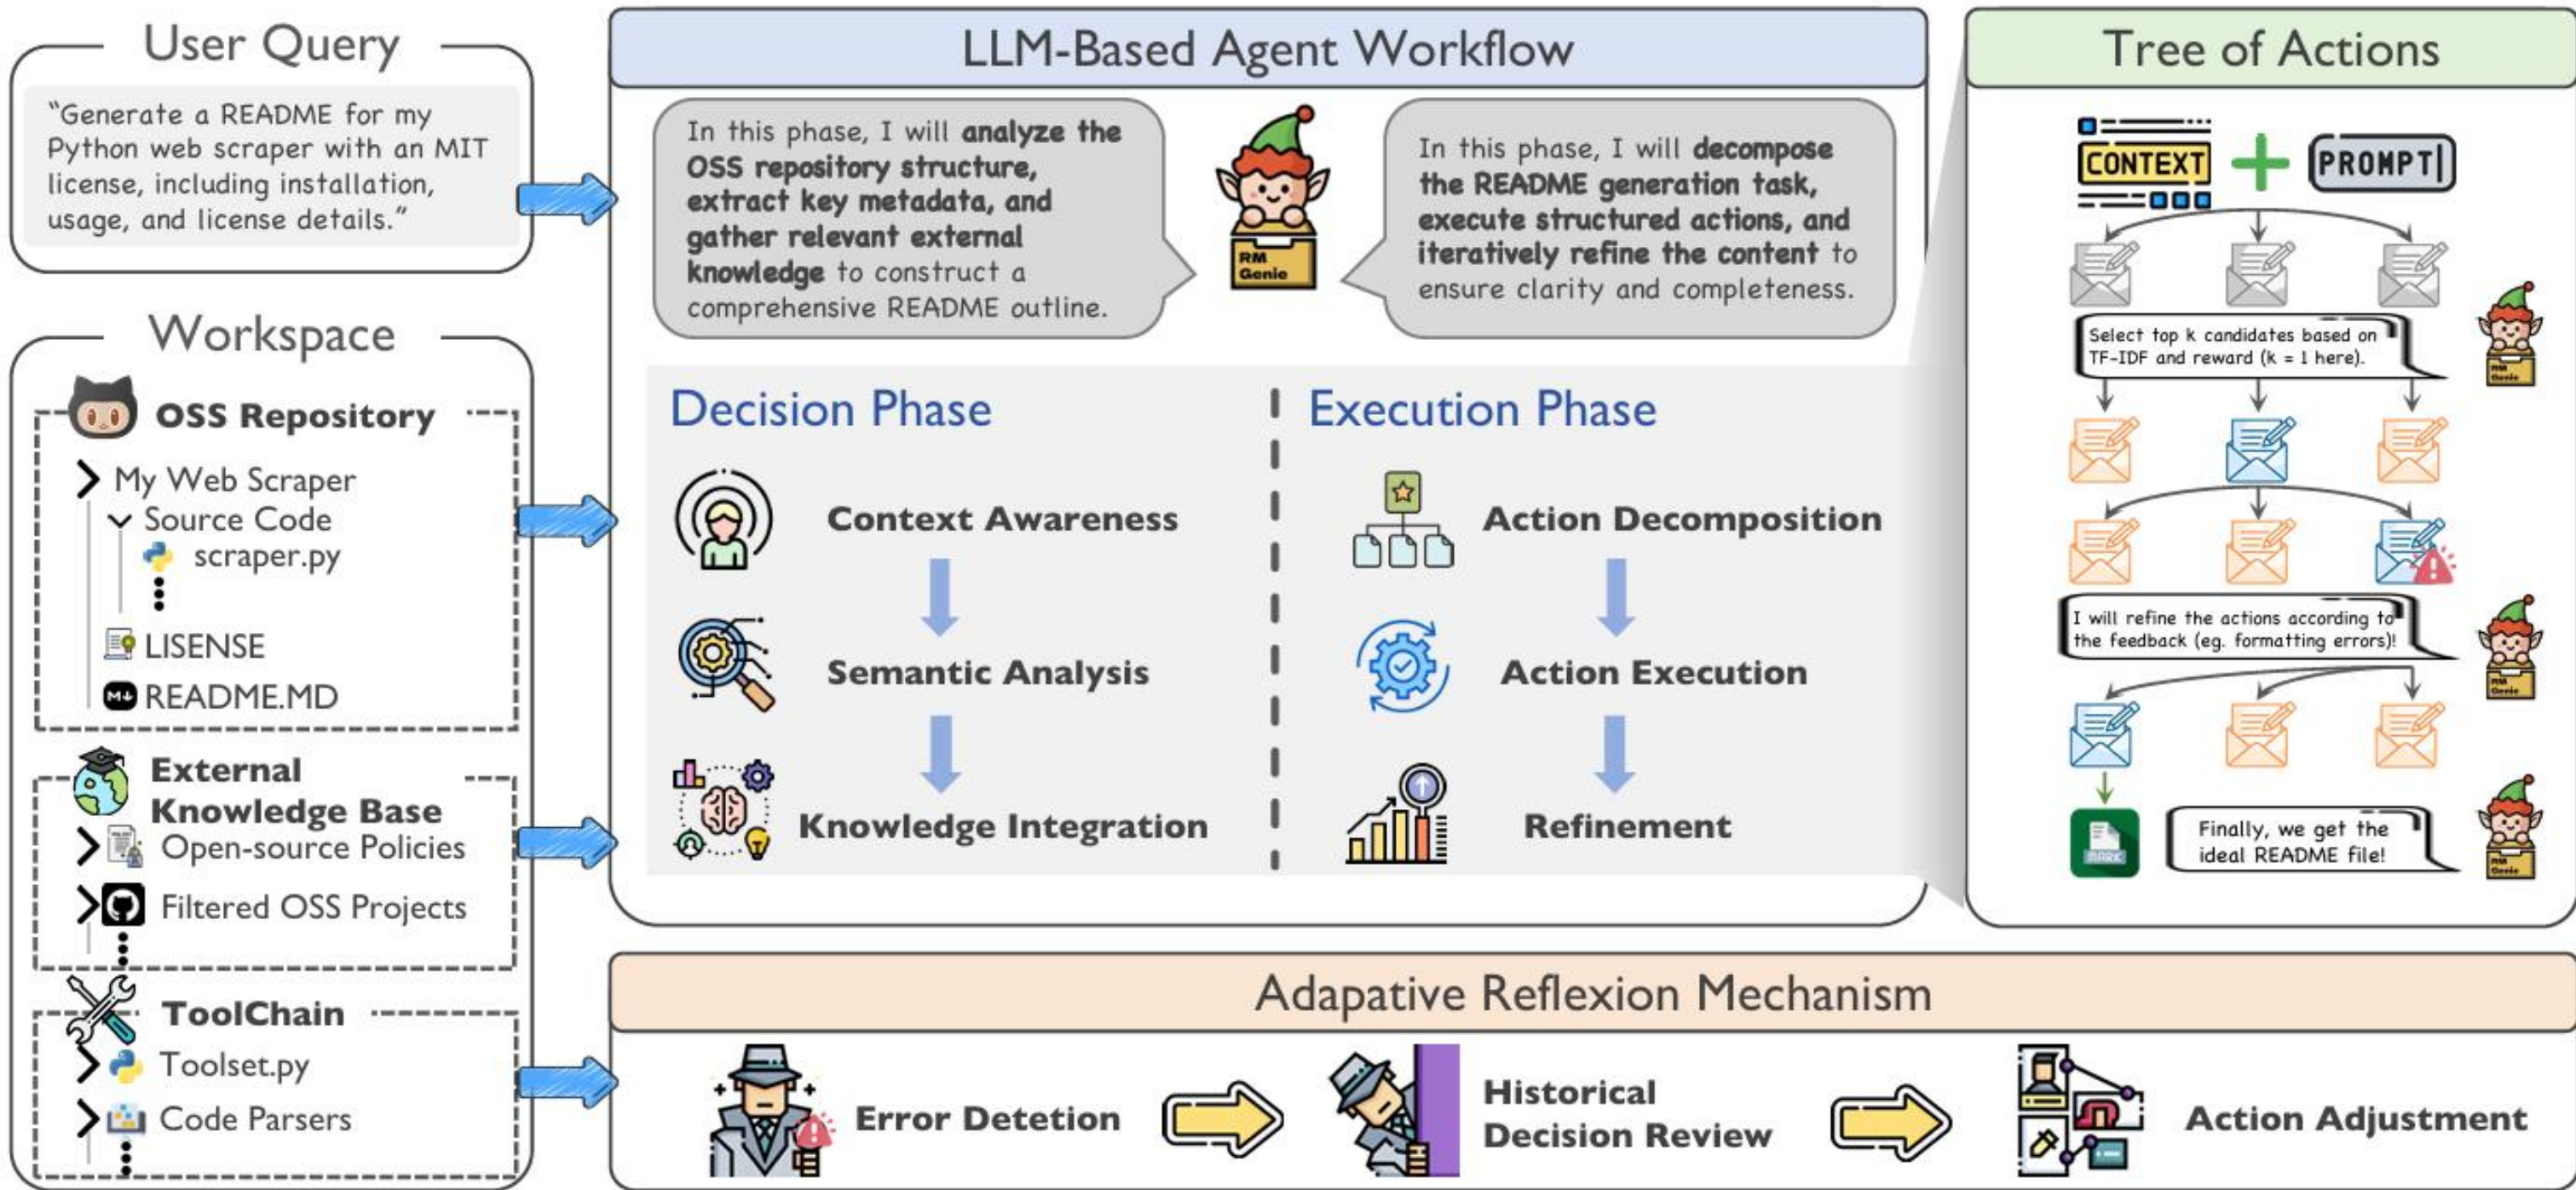 User Query
“Generate a README for my
Python web scraper with an MIT
license, including installation,
usage, and license details.”
Workspace
OSS Repository
My Web Scraper
Source Code
scraper.py
LISENSE
README.MD
External
Knowledge Base
Open-source Policies
Filtered OSS Projects
ToolChain
Toolset.py
Code Parsers
LLM-Based Agent Workflow
In this phase, I will analyze the
OSS repository structure,
extract key metadata, and
gather relevant external
knowledge to construct a
comprehensive README outline.
RM
Genie
In this phase, I will decompose
the README generation task,
execute structured actions, and
iteratively refine the content to
ensure clarity and completeness.
Decision Phase
Context Awareness
Semantic Analysis
Knowledge Integration
Execution Phase
Action Decomposition
Action Execution
Refinement
Tree of Actions
CONTEXT
PROMPT
Select top k candidates based on
TF-IDF and reward (k = 1 here).
RM
Genie
I will refine the actions according to
the feedback (eg. formatting errors)!
RM
Genie
Finally, we get the
ideal README file!
RM
Genie
Adapative Reflexion Mechanism
Error Detetion
Historical
Decision Review
Action Adjustment